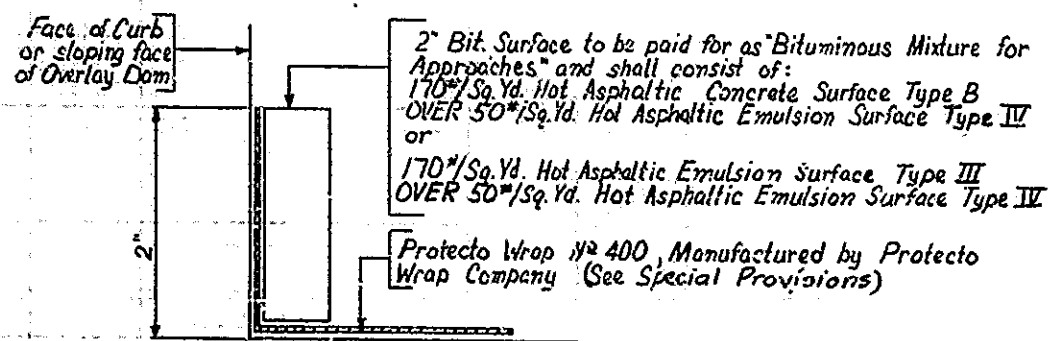 Face of Curb
or sloping face
of Overlay Dam
2" Bit. Surface to be paid for as "Bituminous Mixture for
Approaches" and shall consist of:
170#/Sq. Yd. Hot Asphaltic Concrete Surface Type B
OVER 50#/Sq. Yd. Hot Asphaltic Emulsion Surface Type IV
or
170#/Sq. Yd. Hot Asphaltic Emulsion Surface Type III
OVER 50#/Sq. Yd. Hot Asphaltic Emulsion Surface Type IV
2"
Protecto Wrap № 400, Manufactured by Protecto
Wrap Company (See Special Provisions)